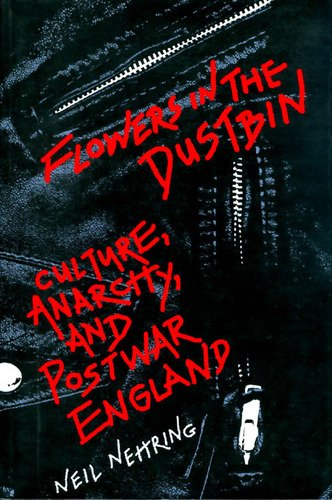 FLOWERS IN THE
DUSTBIN
CULTURE,
ANARCHY,
AND
POSTWAR
ENGLAND
NEIL NEHRING